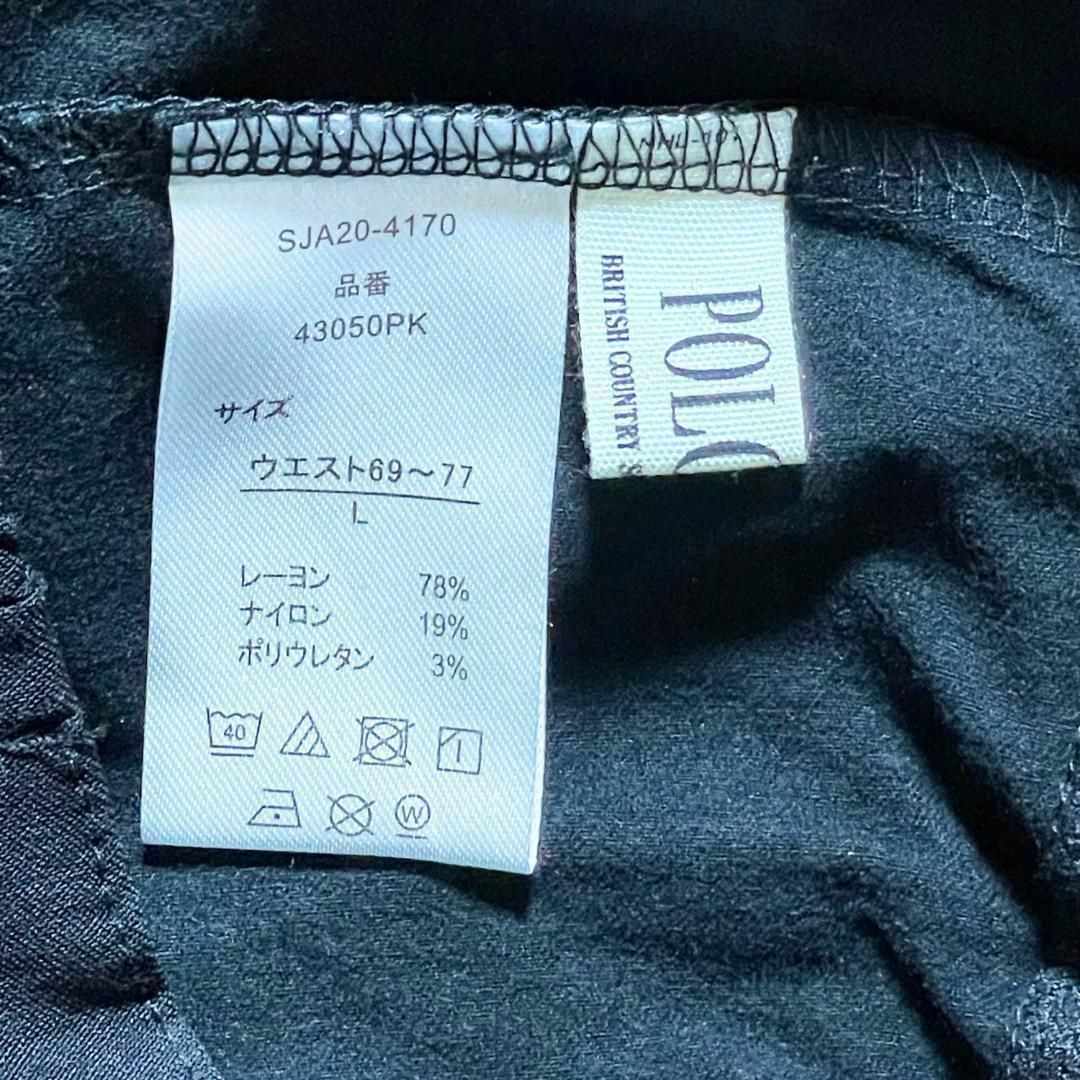 SJA20-4170
品番
43050PK
サイズ
ウエスト69～77
L
レーヨン 78%
ナイロン 19%
ポリウレタン 3%
40
W
POLO
BRITISH COUNTRY